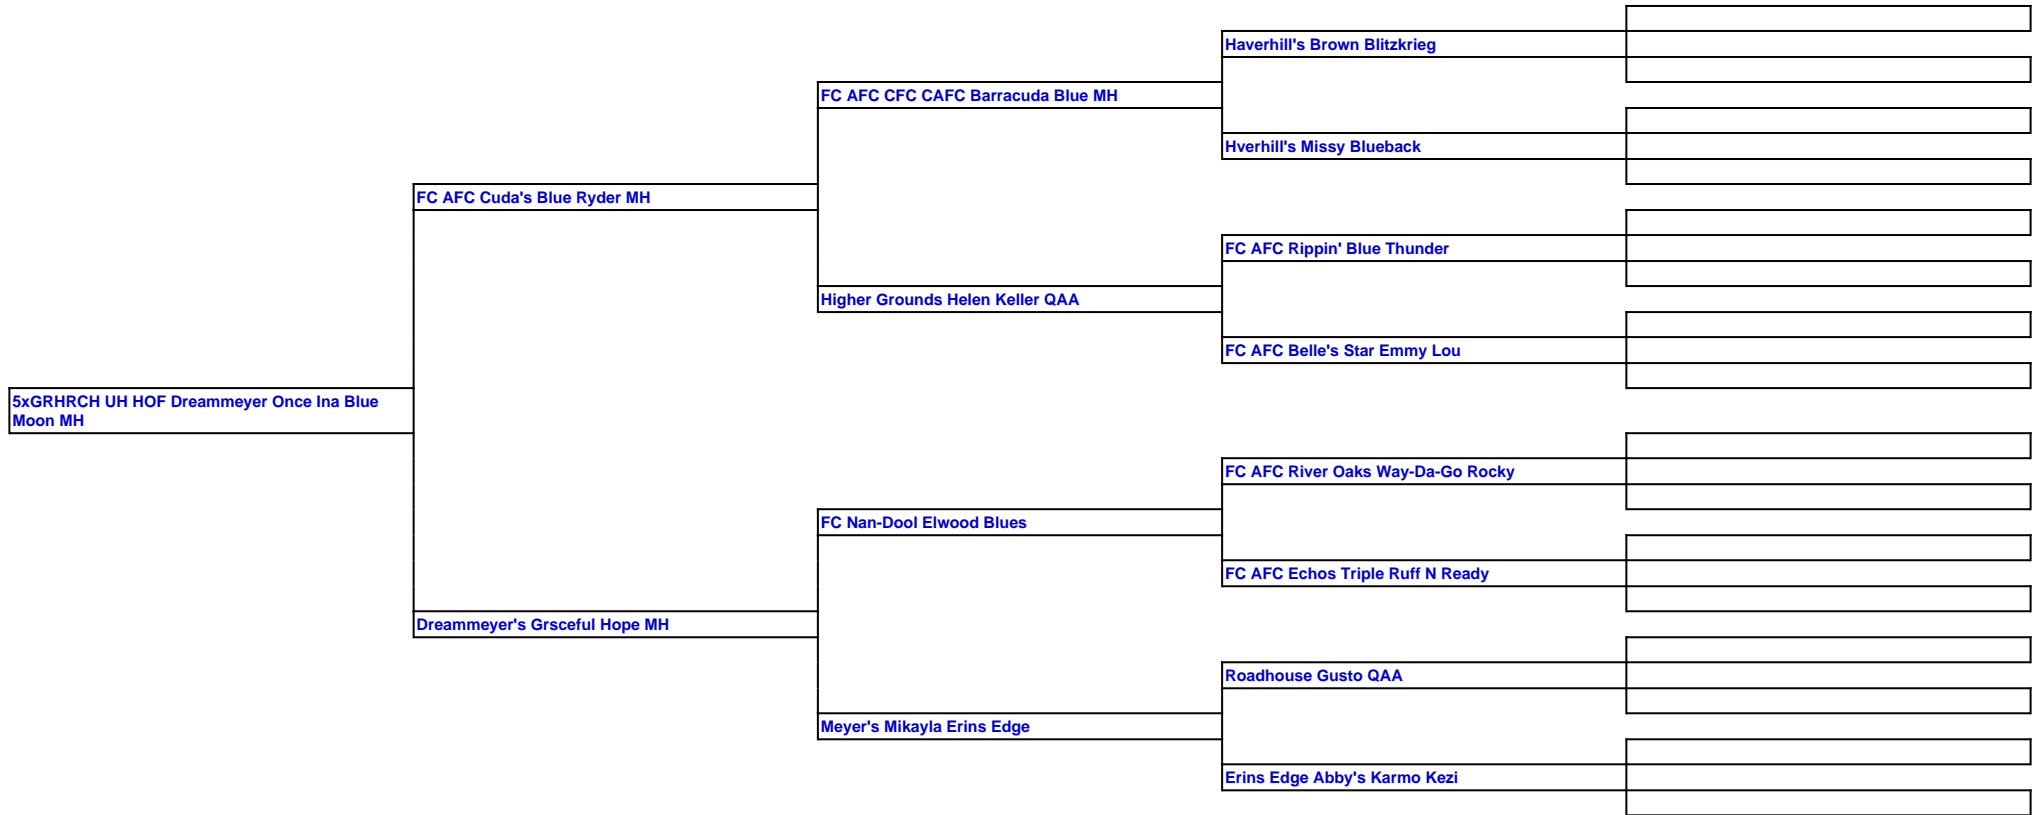 Haverhill's Brown Blitzkrieg
FC AFC CFC CAFC Barracuda Blue MH
Hverhill's Missy Blueback
FC AFC Cuda's Blue Ryder MH
FC AFC Rippin' Blue Thunder
Higher Grounds Helen Keller QAA
FC AFC Belle's Star Emmy Lou
5xGRHRCH UH HOF Dreammeyer Once Ina Blue
Moon MH
FC AFC River Oaks Way-Da-Go Rocky
FC Nan-Dool Elwood Blues
FC AFC Echos Triple Ruff N Ready
Dreammeyer's Grsceful Hope MH
Roadhouse Gusto QAA
Meyer's Mikayla Erins Edge
Erins Edge Abby's Karmo Kezi